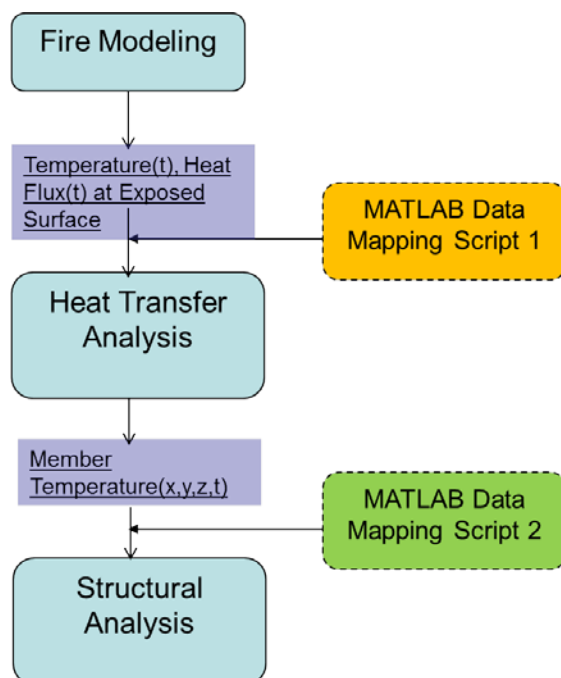 Fire Modeling
Temperature(t), Heat
Flux(t) at Exposed
Surface
MATLAB Data
Mapping Script 1
Heat Transfer
Analysis
Member
Temperature(x,y,z,t)
MATLAB Data
Mapping Script 2
Structural
Analysis